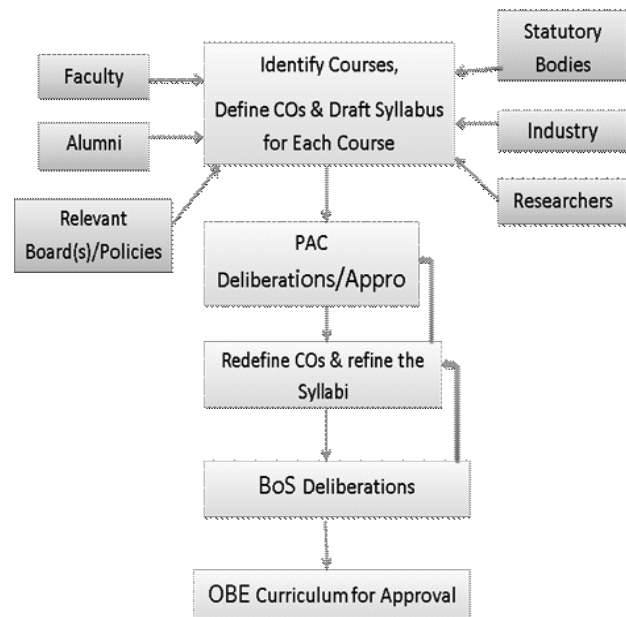 Statutory
Bodies
Faculty
Identify Courses,
Define COs & Draft Syllabus
for Each Course
Industry
Alumni
Researchers
Relevant
Board(s)/Policies
PAC
Deliberations/Appro
Redefine COs & refine the
Syllabi
BoS Deliberations
OBE Curriculum for Approval